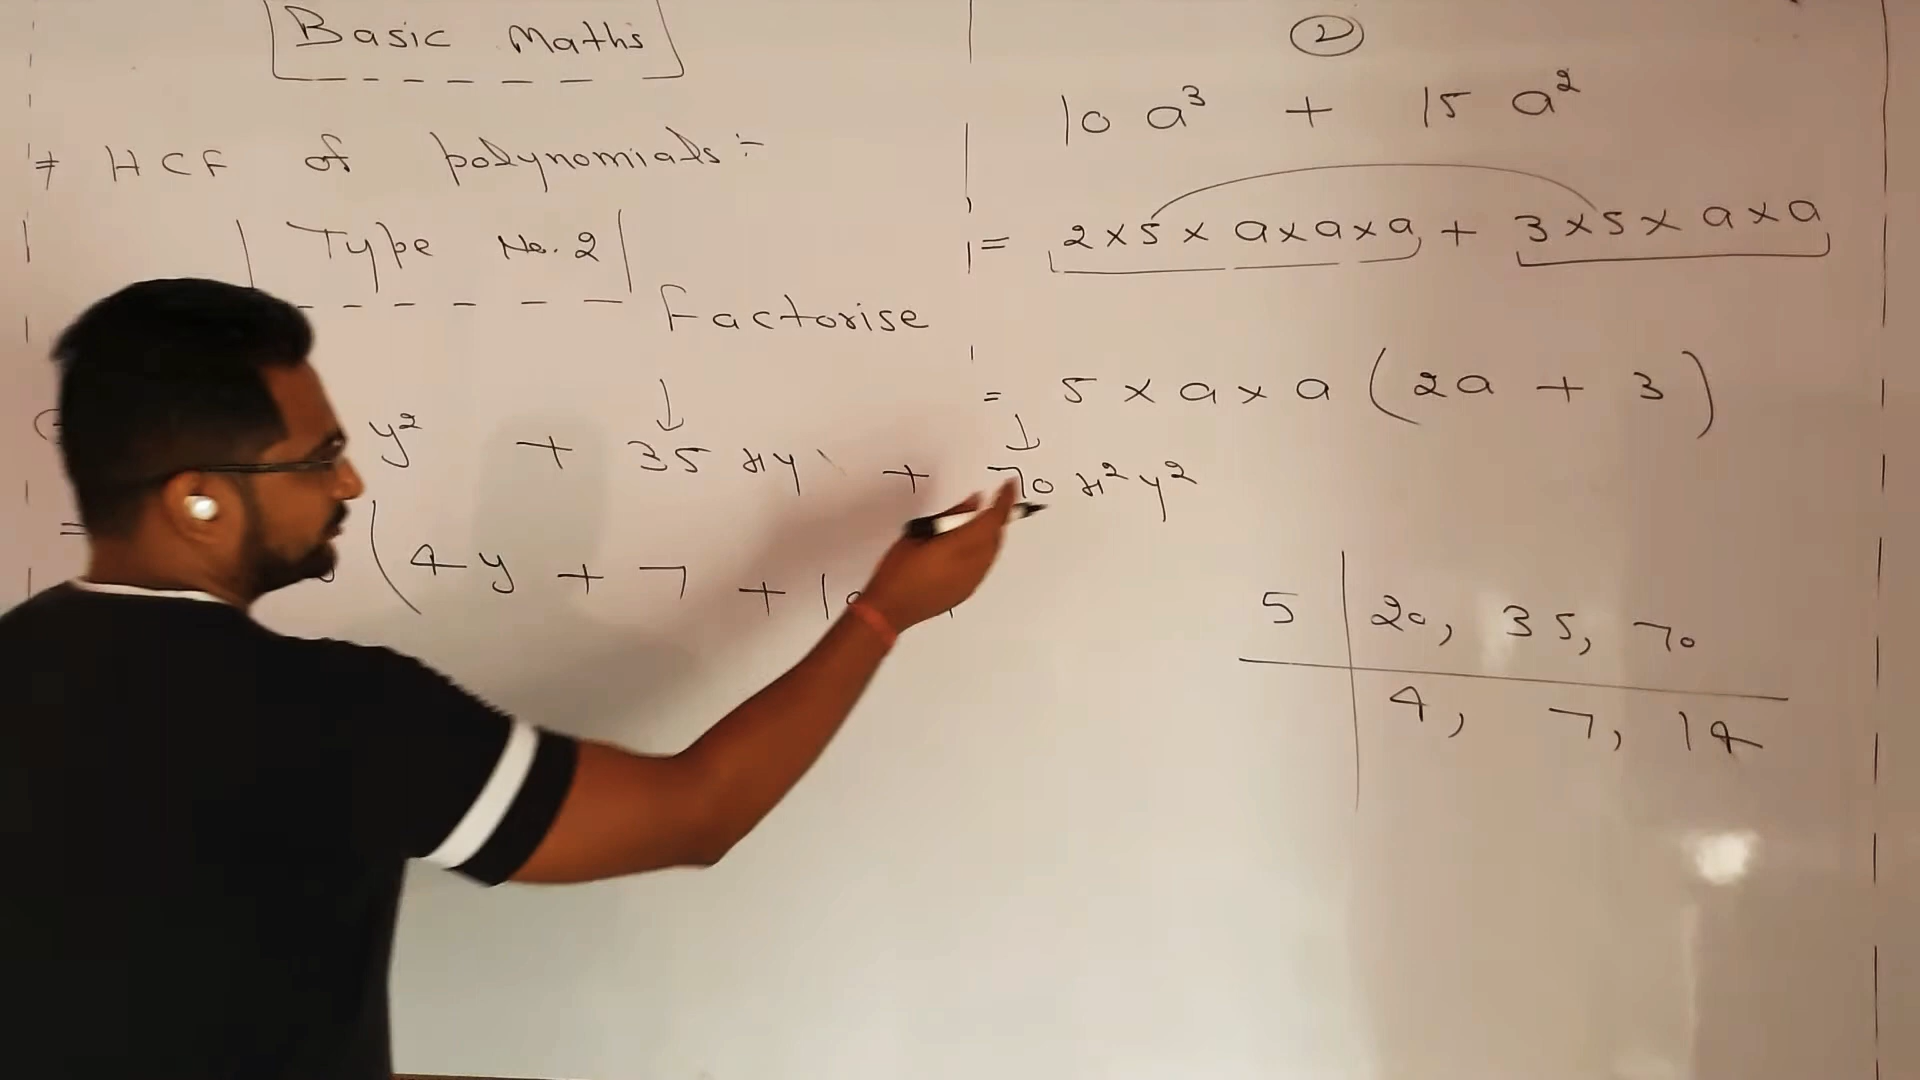 Basic Maths
⇒ HCF of polynomials :-
Type No. 2
Factorise
y² + 35 xy + 70 x²y²
= ( 4y + 7 + 1
②
10 a³ + 15 a²
= 2 × 5 × a × a × a + 3 × 5 × a × a
= 5 × a × a ( 2a + 3 )
5 | 20, 35, 70
4, 7, 14